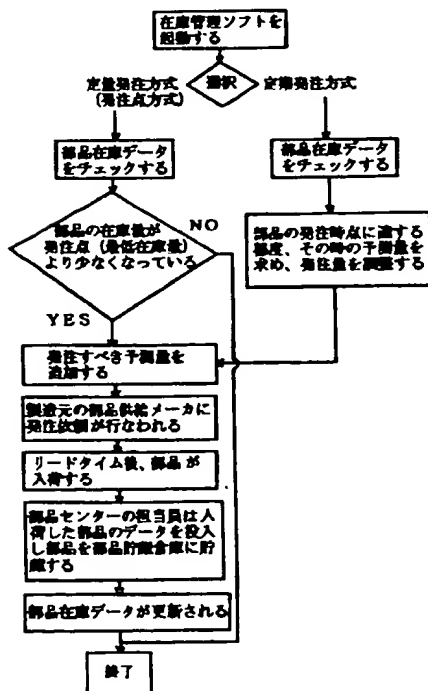 在庫管理ソフトを
起動する
選択
定量発注方式
(発注点方式)
定期発注方式
部品在庫データ
をチェックする
部品在庫データ
をチェックする
部品の在庫量が
発注点(最低在庫量)
より少なくなっている
NO
YES
部品の発注時点に達する
都度、その時の予測量を
求め、発注量を調整する
発注すべき予測量を
追加する
製造元の部品供給メーカに
発注依頼が行なわれる
リードタイム後、部品が
入荷する
部品センターの担当員は入
荷した部品のデータを投入
し部品を部品貯蔵倉庫に貯
蔵する
部品在庫データが更新される
終了